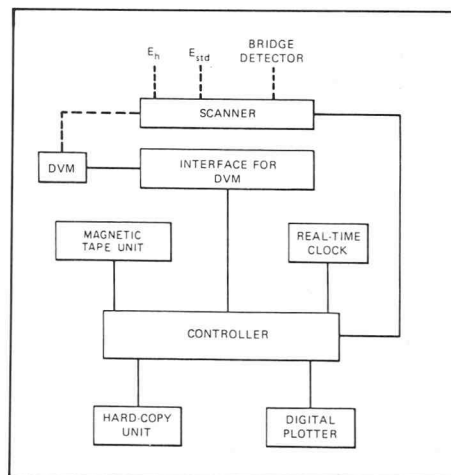 E_h E_std BRIDGE
DETECTOR
SCANNER
DVM
INTERFACE FOR
DVM
MAGNETIC
TAPE UNIT
REAL-TIME
CLOCK
CONTROLLER
HARD-COPY
UNIT
DIGITAL
PLOTTER